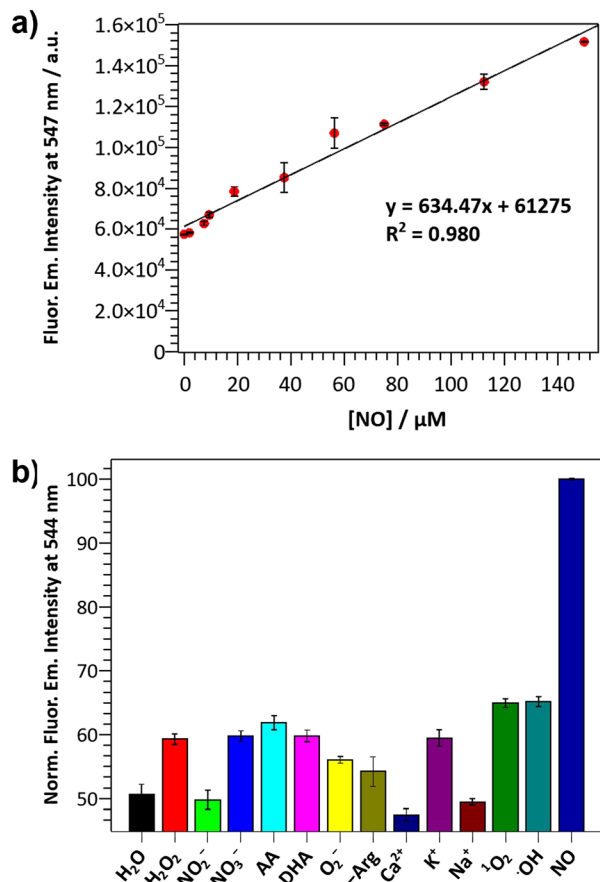 a)
Fluor. Em. Intensity at 547 nm / a.u.
1.6×10⁵
1.4×10⁵
1.2×10⁵
1.0×10⁵
8.0×10⁴
6.0×10⁴
4.0×10⁴
2.0×10⁴
0
y = 634.47x + 61275
R² = 0.980
0 20 40 60 80 100 120 140
[NO] / µM
b)
Norm. Fluor. Em. Intensity at 544 nm
100
90
80
70
60
50
H₂O H₂O₂ NO₂⁻ NO₃⁻ AA DHA O₂⁻ -Arg Ca²⁺ K⁺ Na⁺ ¹O₂ ·OH NO